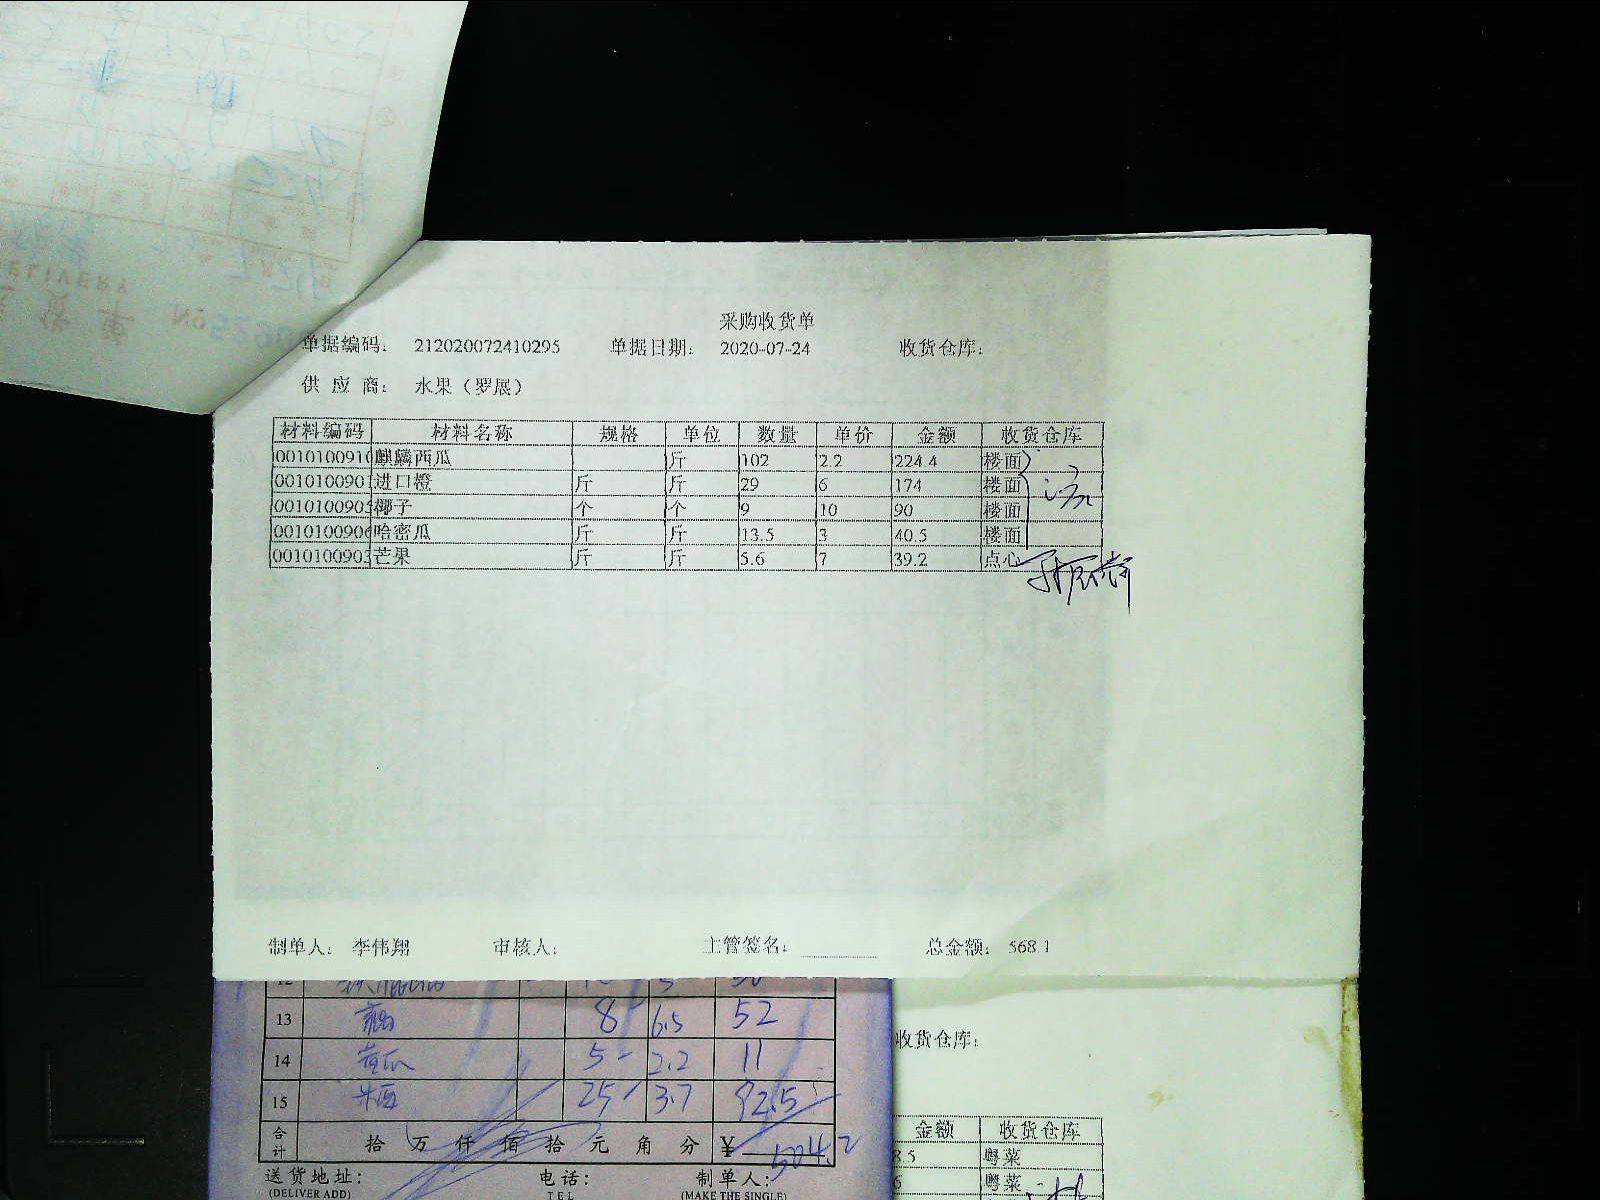 采购收货单
单据编码: 212020072410295 单据日期: 2020-07-24 收货仓库:
供 应 商: 水果（罗展）
材料编码 材料名称 规格 单位 数量 单价 金额 收货仓库
0010100910 麒麟西瓜 斤 102 2.2 224.4 楼面
0010100901 进口橙 斤 斤 29 6 174 楼面
0010100905 椰子 个 个 9 10 90 楼面
0010100906 哈密瓜 斤 斤 13.5 3 40.5 楼面
0010100903 芒果 斤 斤 5.6 7 39.2 点心
制单人: 李伟翔 审核人: 主管签名: 总金额: 568.1
13 8 6.5 52
14 5 2.2 11
15 25 3.7 92.5
合计 拾 万 仟 佰 拾 元 角 分 ¥ 504.2
送货地址: 电话: 制单人:
(DELIVER ADD) TEL (MAKE THE SINGLE)
收货仓库:
金额 收货仓库
8.5 粤菜
6 粤菜